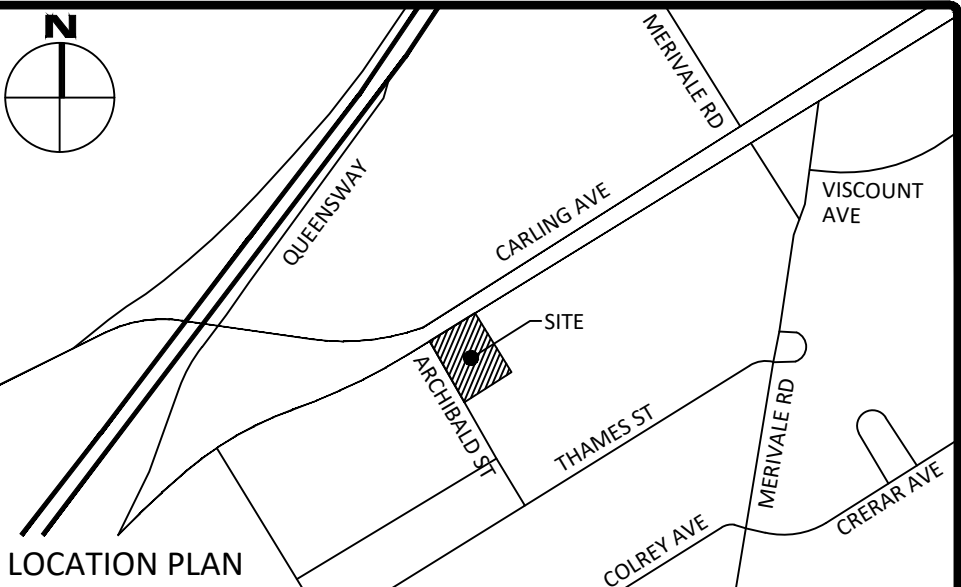 N
MERIVALE RD
QUEENSWAY
CARLING AVE
VISCOUNT
AVE
SITE
ARCHIBALD ST
THAMES ST
MERIVALE RD
CRERAR AVE
COLREY AVE
LOCATION PLAN